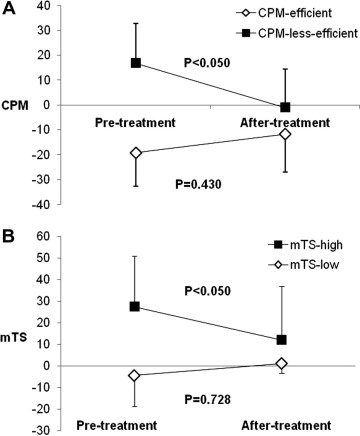 A
CPM-efficient
CPM-less-efficient
40
30
20
10
0
-10
-20
-30
-40
CPM
P<0.050
Pre-treatment
After-treatment
P=0.430
B
60
50
40
30
20
10
0
-10
-20
-30
mTS
mTS-high
mTS-low
P<0.050
P=0.728
Pre-treatment
After-treatment